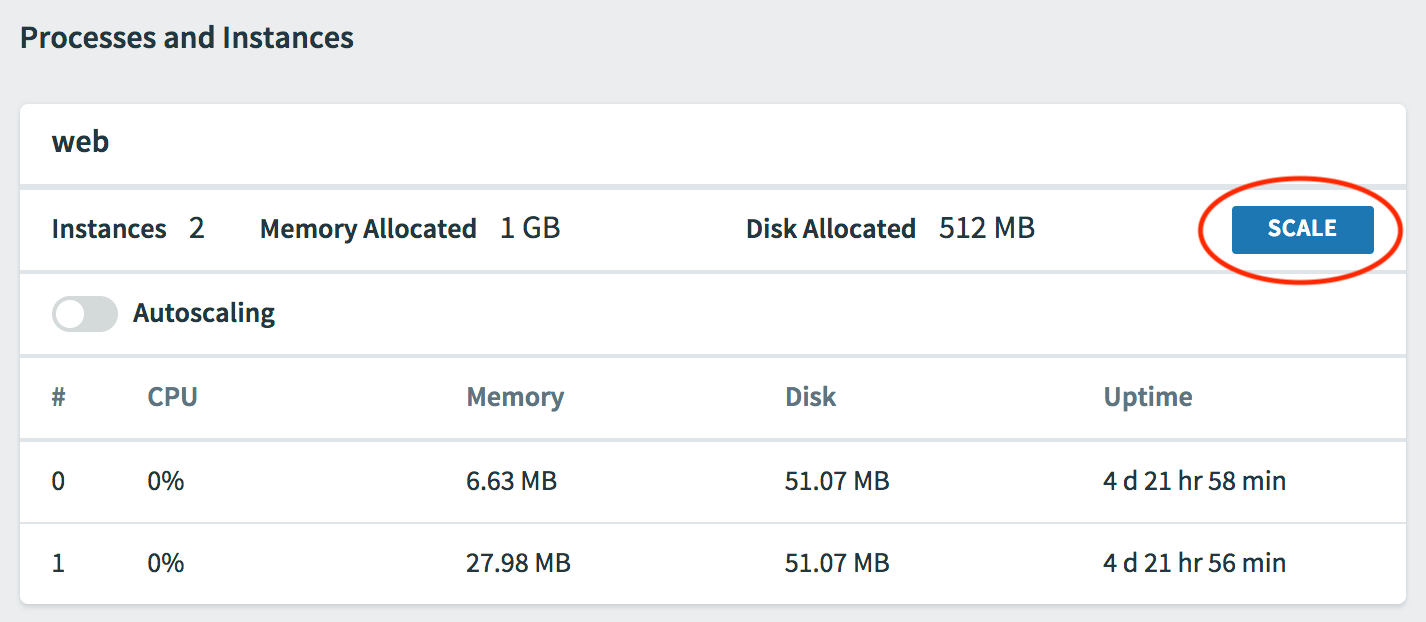 Processes and Instances
web
Instances 2 Memory Allocated 1 GB Disk Allocated 512 MB SCALE
Autoscaling
# CPU Memory Disk Uptime
0 0% 6.63 MB 51.07 MB 4 d 21 hr 58 min
1 0% 27.98 MB 51.07 MB 4 d 21 hr 56 min